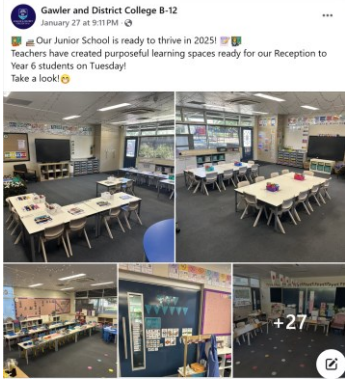 Gawler and District College B-12
January 27 at 9:11 PM
Our Junior School is ready to thrive in 2025!
Teachers have created purposeful learning spaces ready for our Reception to
Year 6 students on Tuesday!
Take a look!
+27